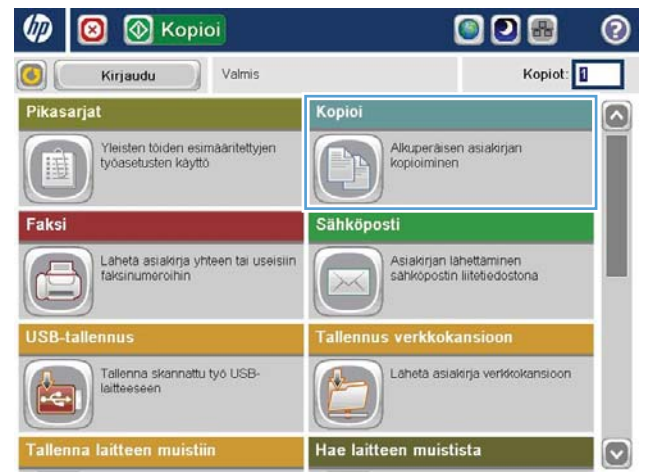 hp
Kopioi
?
Kirjaudu
Valmis
Kopiot: 1
Pikasarjat
Yleisten töiden esimääritettyjen
työasetusten käyttö
Kopioi
Alkuperäisen asiakirjan
kopioiminen
Faksi
Lähetä asiakirja yhteen tai useisiin
faksinumeroihin
Sähköposti
Asiakirjan lähettäminen
sähköpostin liitetiedostona
USB-tallennus
Tallenna skannattu työ USB-
laitteeseen
Tallennus verkkokansioon
Lähetä asiakirja verkkokansioon
Tallenna laitteen muistiin
Hae laitteen muistista